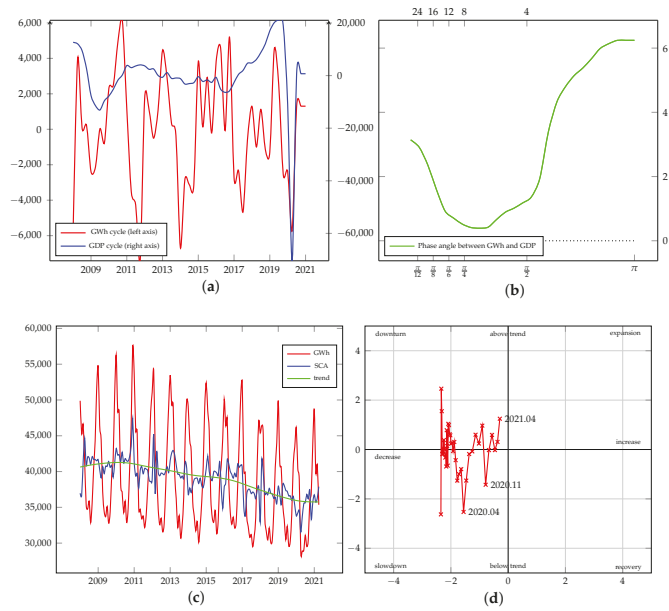 6,000
4,000
2,000
0
−2,000
−4,000
−6,000
20,000
0
−20,000
−40,000
−60,000
GWh cycle (left axis)
GDP cycle (right axis)
2009 2011 2012 2014 2015 2017 2018 2020 2021
(a)
24 16 12 8 4
6
4
2
0
Phase angle between GWh and GDP
π/12 π/8 π/6 π/4 π/2 π
(b)
60,000
55,000
50,000
45,000
40,000
35,000
30,000
GWh
SCA
trend
2009 2011 2013 2015 2017 2019 2021
(c)
downturn above trend expansion
4
2
0
−2
−4
2021.04
increase
decrease
2020.11
2020.04
slowdown below trend recovery
−4 −2 0 2 4
(d)